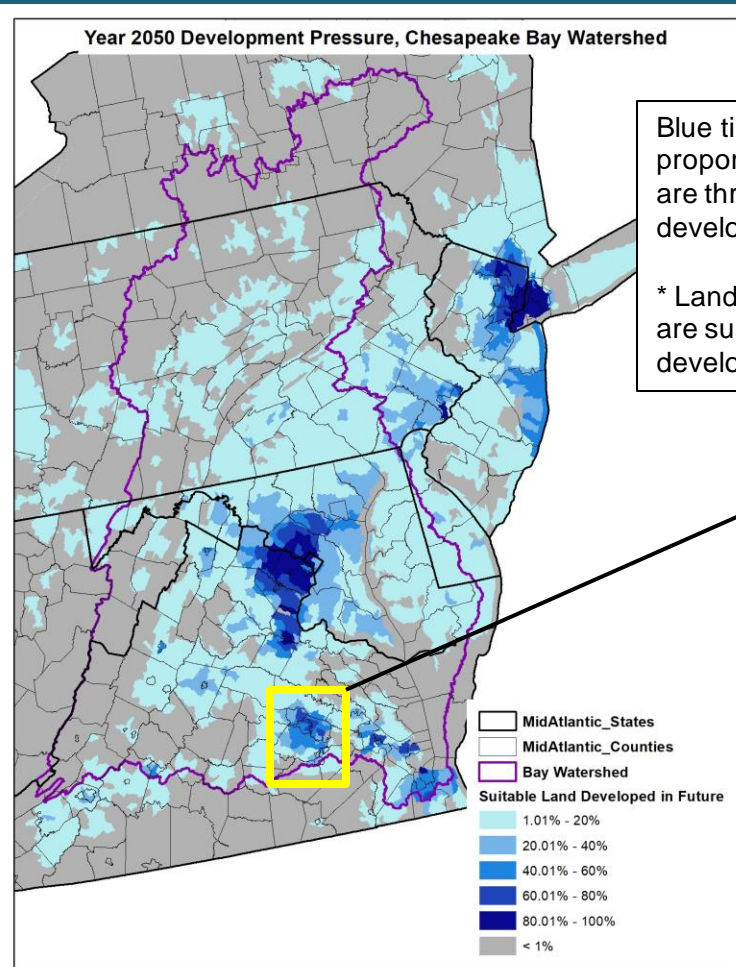 Year 2050 Development Pressure, Chesapeake Bay Watershed
Blue ti
propor
are thr
develo
* Land
are su
develo
MidAtlantic_States
MidAtlantic_Counties
Bay Watershed
Suitable Land Developed in Future
1.01% - 20%
20.01% - 40%
40.01% - 60%
60.01% - 80%
80.01% - 100%
< 1%